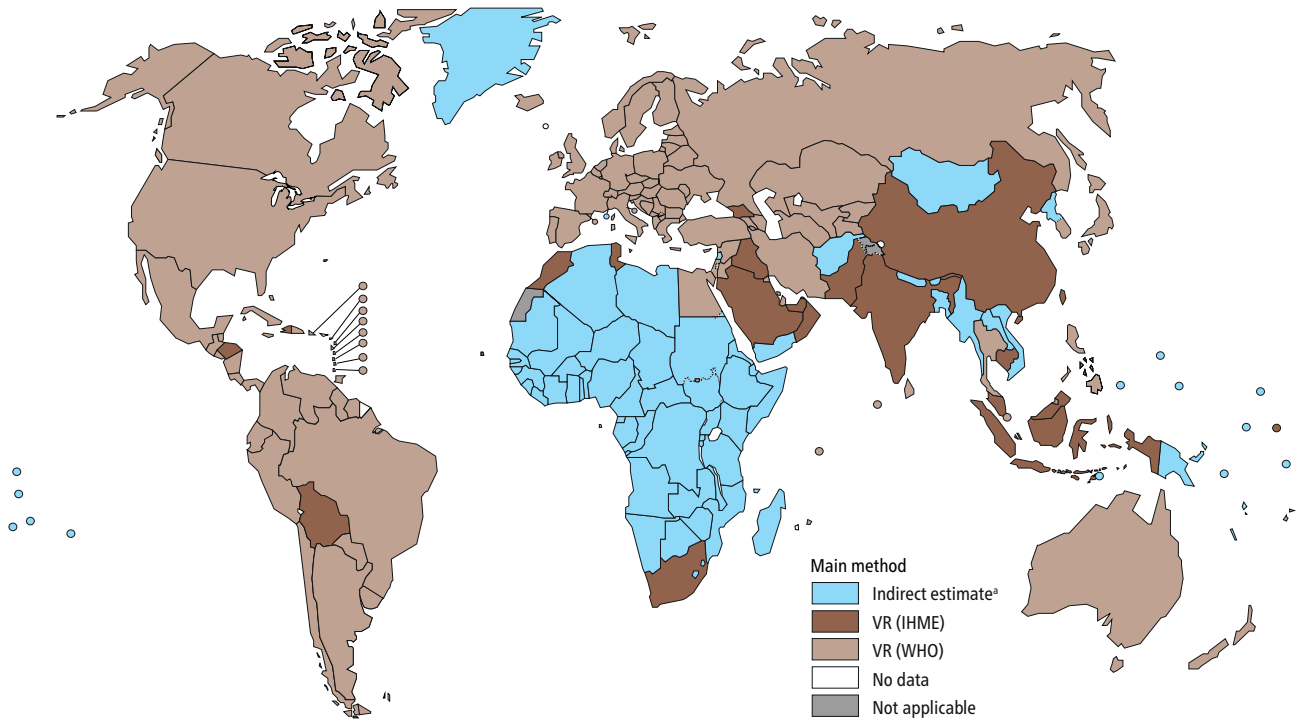 Main method
Indirect estimateᵃ
VR (IHME)
VR (WHO)
No data
Not applicable